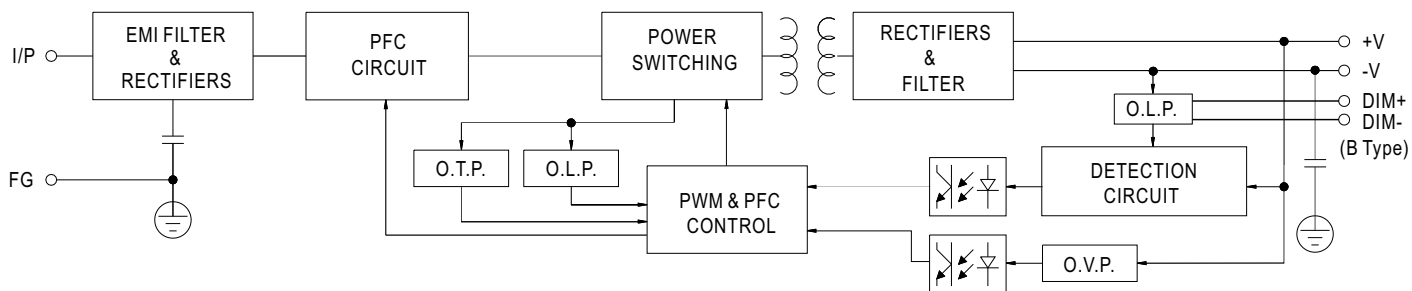 I/P
EMI FILTER
&
RECTIFIERS
PFC
CIRCUIT
POWER
SWITCHING
RECTIFIERS
&
FILTER
+V
-V
DIM+
DIM-
(B Type)
O.L.P.
FG
O.T.P.
O.L.P.
PWM & PFC
CONTROL
DETECTION
CIRCUIT
O.V.P.